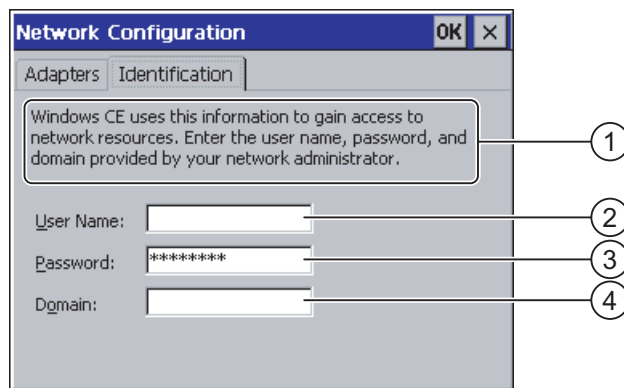 Network Configuration OK ×
Adapters Identification
Windows CE uses this information to gain access to
network resources. Enter the user name, password, and
domain provided by your network administrator.
1
User Name: 2
Password: ******** 3
Domain: 4